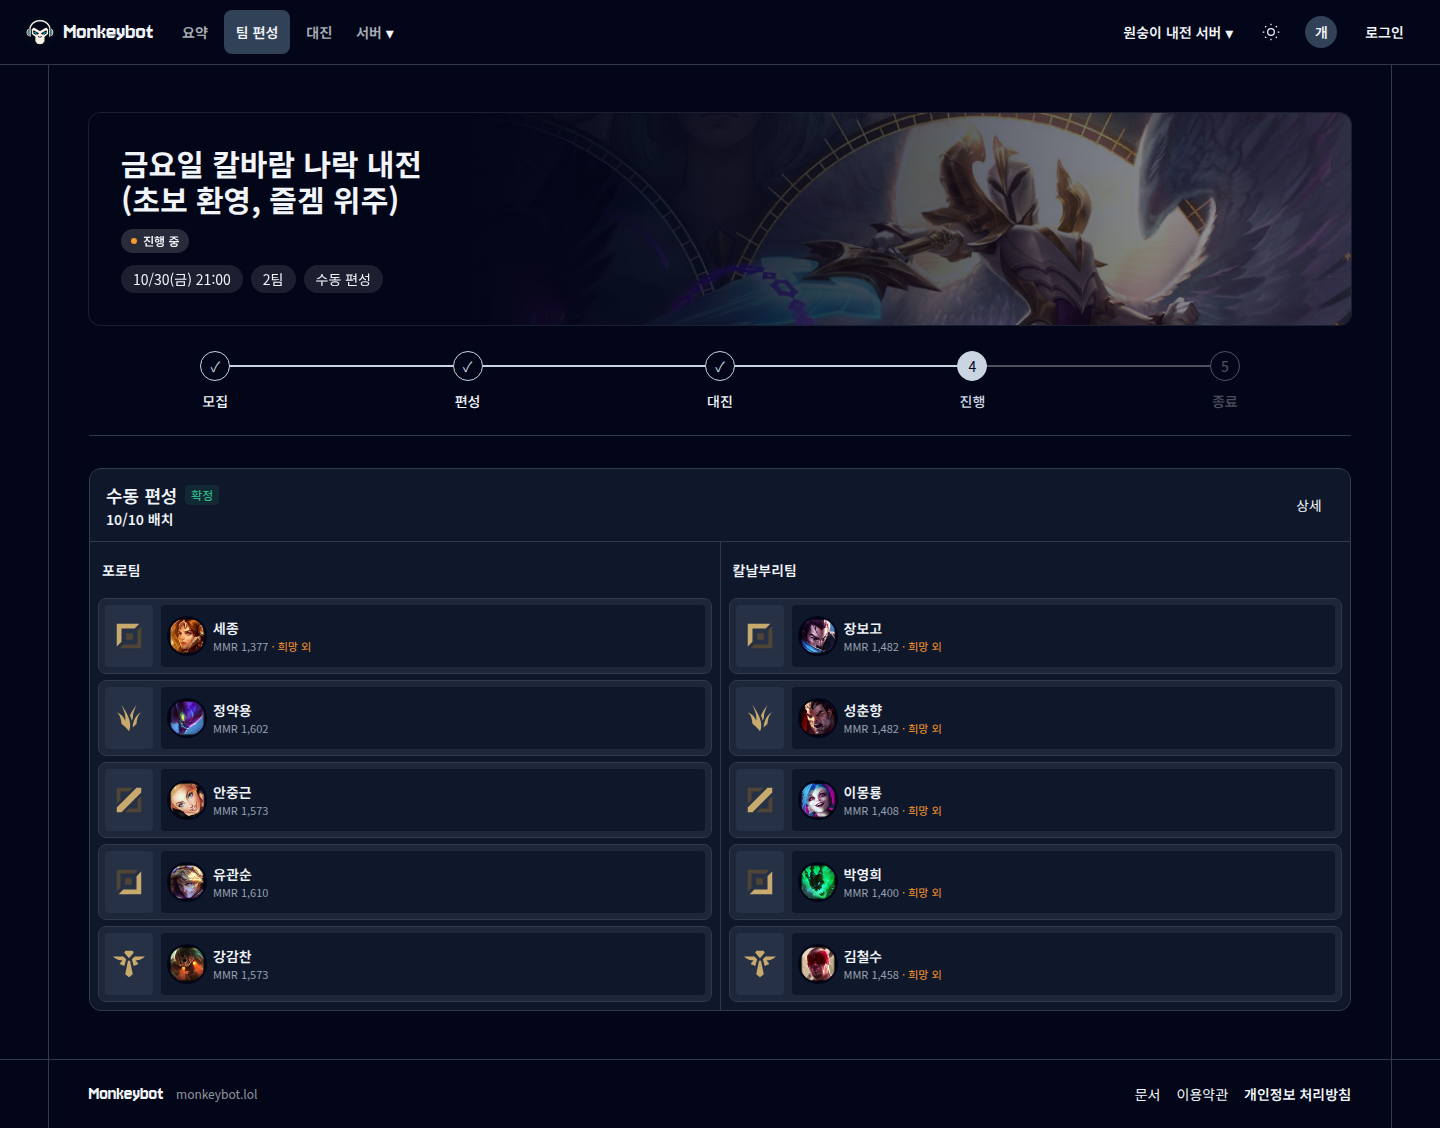 Monkeybot
요약
팀 편성
대진
서버 ▾
원숭이 내전 서버 ▾
개
로그인
금요일 칼바람 나락 내전
(초보 환영, 즐겜 위주)
진행 중
10/30(금) 21:00
2팀
수동 편성
✓
✓
✓
4
5
모집
편성
대진
진행
종료
수동 편성 확정
10/10 배치
상세
포로팀
세종
MMR 1,377 · 희망 외
정약용
MMR 1,602
안중근
MMR 1,573
유관순
MMR 1,610
강감찬
MMR 1,573
칼날부리팀
장보고
MMR 1,482 · 희망 외
성춘향
MMR 1,482 · 희망 외
이몽룡
MMR 1,408 · 희망 외
박영희
MMR 1,400 · 희망 외
김철수
MMR 1,458 · 희망 외
Monkeybot monkeybot.lol
문서
이용약관
개인정보 처리방침